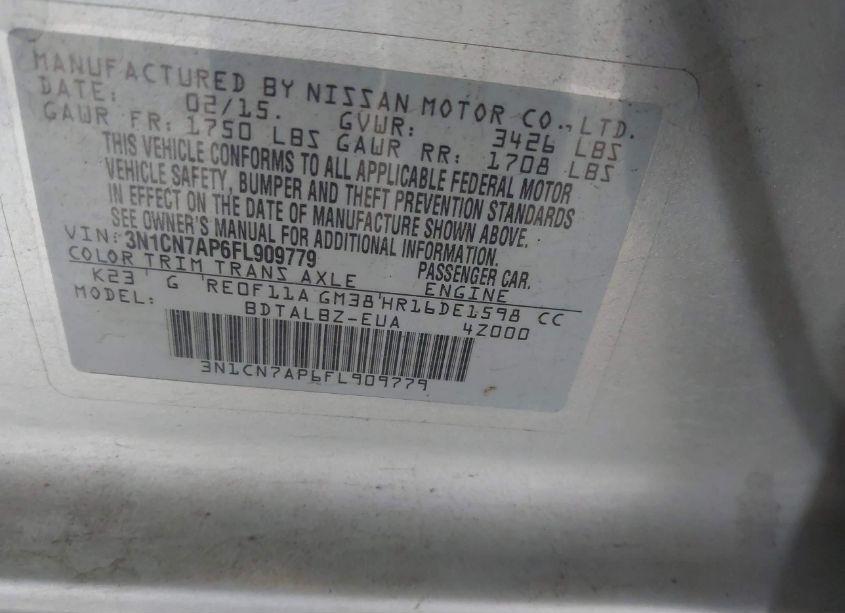 MANUFACTURED BY NISSAN MOTOR CO., LTD.
DATE: 02/15. GVWR: 3426 LBS
GAWR FR: 1750 LBS GAWR RR: 1708 LBS
THIS VEHICLE CONFORMS TO ALL APPLICABLE FEDERAL MOTOR
VEHICLE SAFETY, BUMPER AND THEFT PREVENTION STANDARDS
IN EFFECT ON THE DATE OF MANUFACTURE SHOWN ABOVE.
SEE OWNER'S MANUAL FOR ADDITIONAL INFORMATION.
VIN: 3N1CN7AP6FL909779 PASSENGER CAR.
COLOR TRIM TRANS AXLE ENGINE
K23' G RE0F11A GM38'HR16DE1598 CC
MODEL: BDTALBZ-EUA 4Z000
3N1CN7AP6FL909779